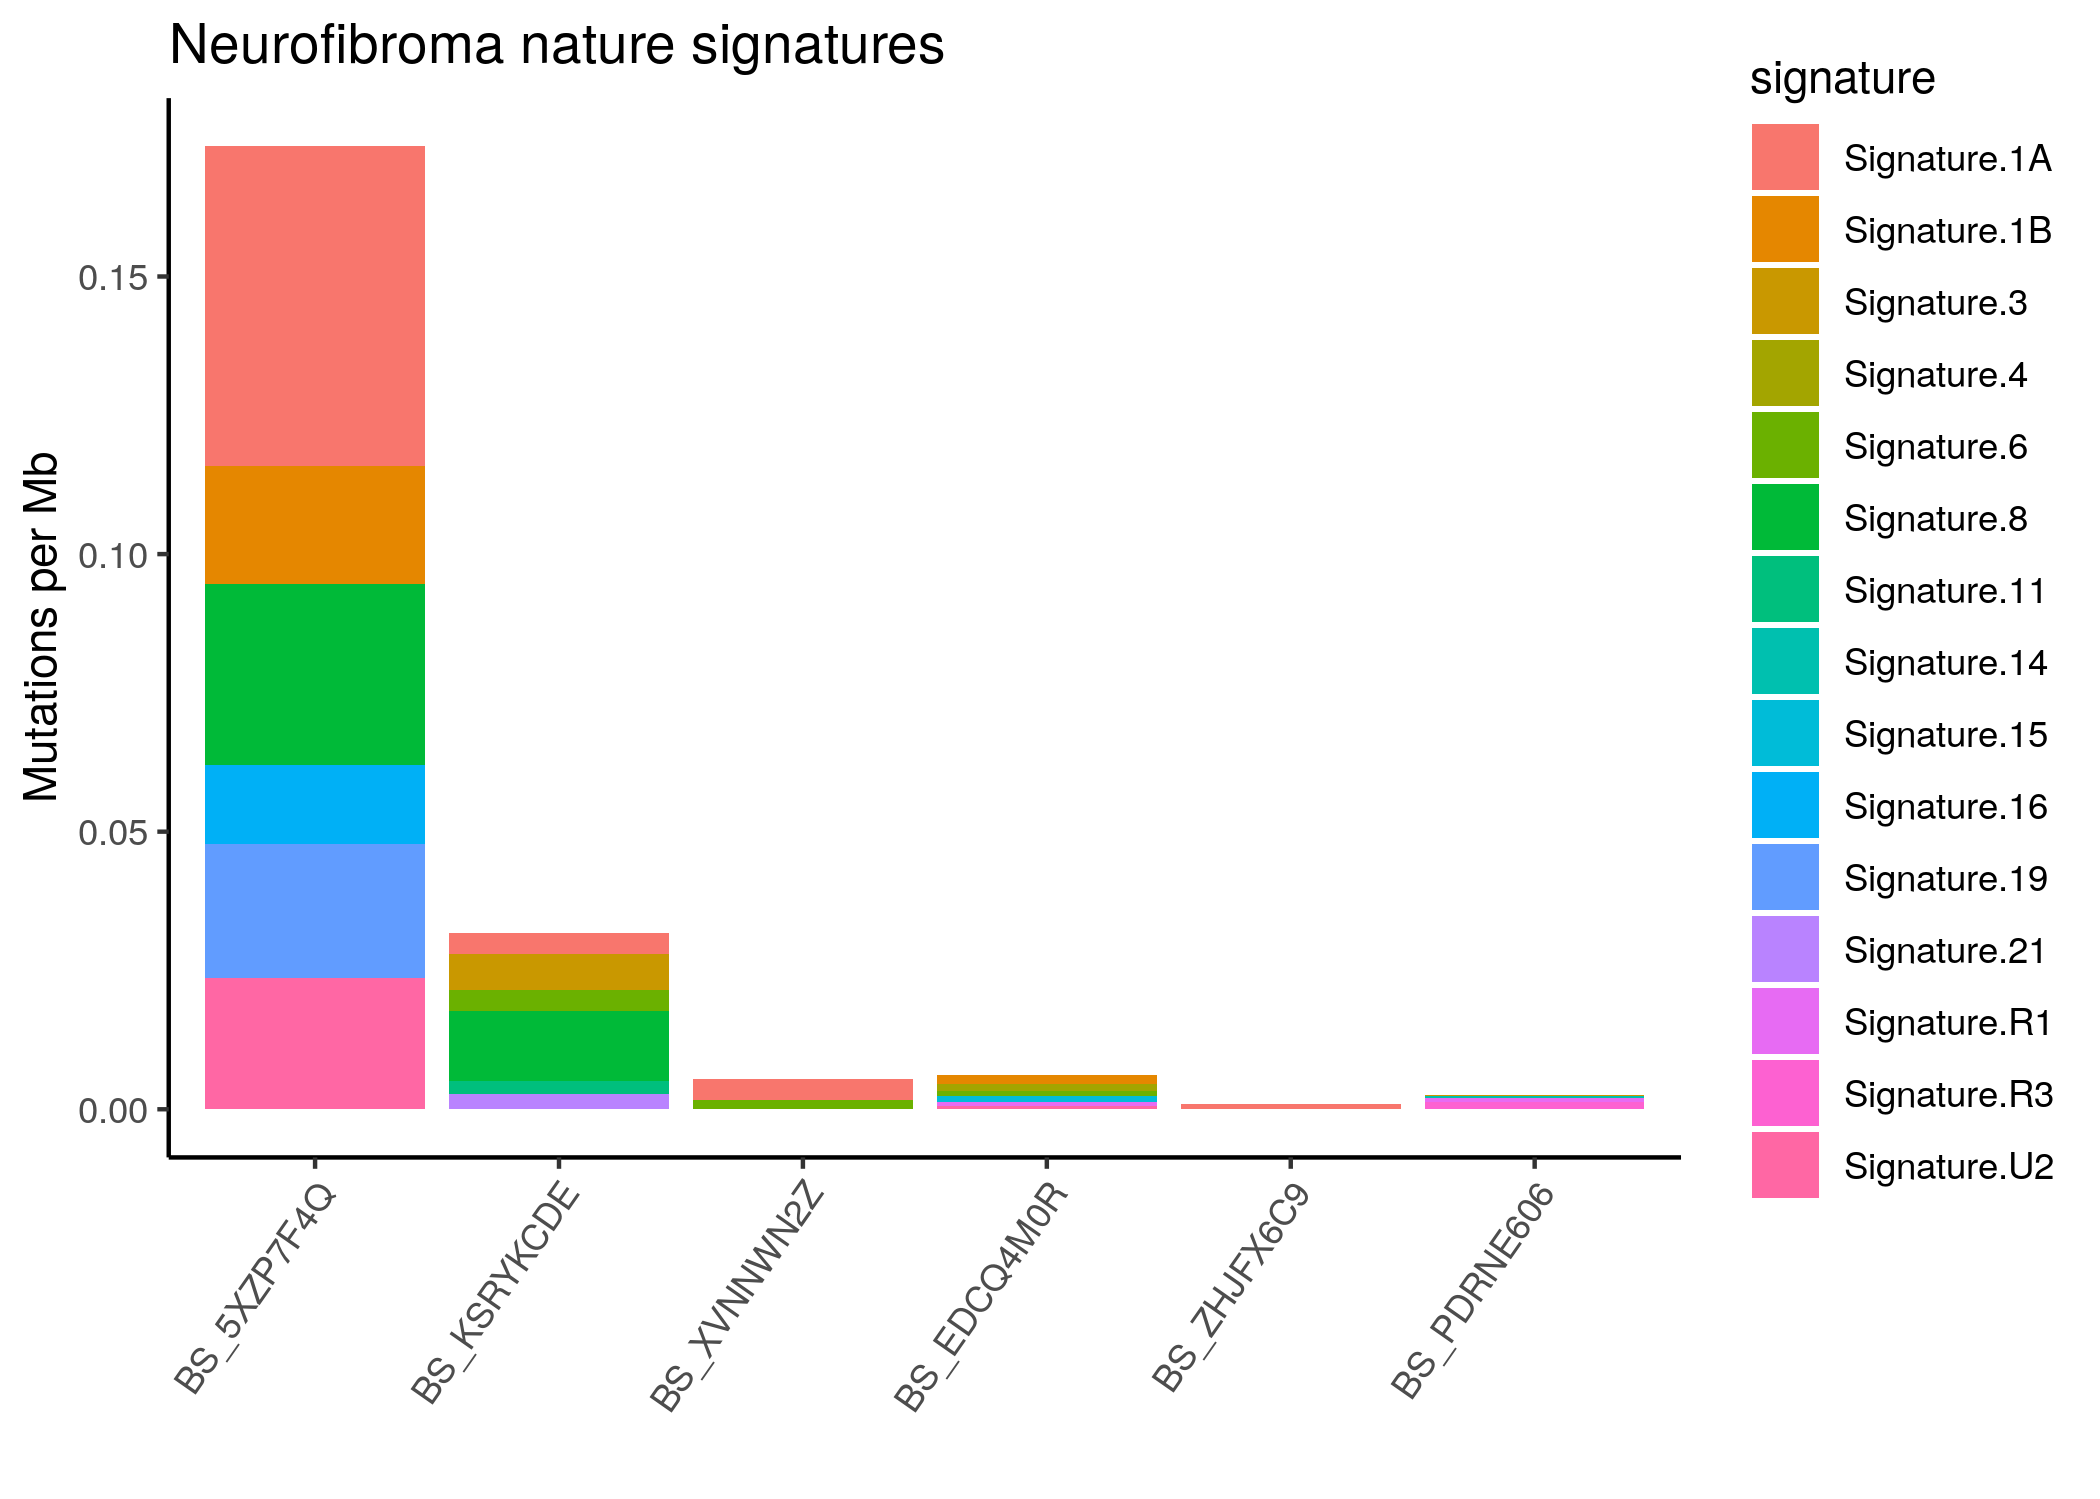 Neurofibroma nature signatures
Mutations per Mb
0.15
0.10
0.05
0.00
BS_5XZP7F4Q
BS_KSRYKCDE
BS_XVNNWN2Z
BS_EDCQ4M0R
BS_ZHJFX6C9
BS_PDRNE606
signature
Signature.1A
Signature.1B
Signature.3
Signature.4
Signature.6
Signature.8
Signature.11
Signature.14
Signature.15
Signature.16
Signature.19
Signature.21
Signature.R1
Signature.R3
Signature.U2